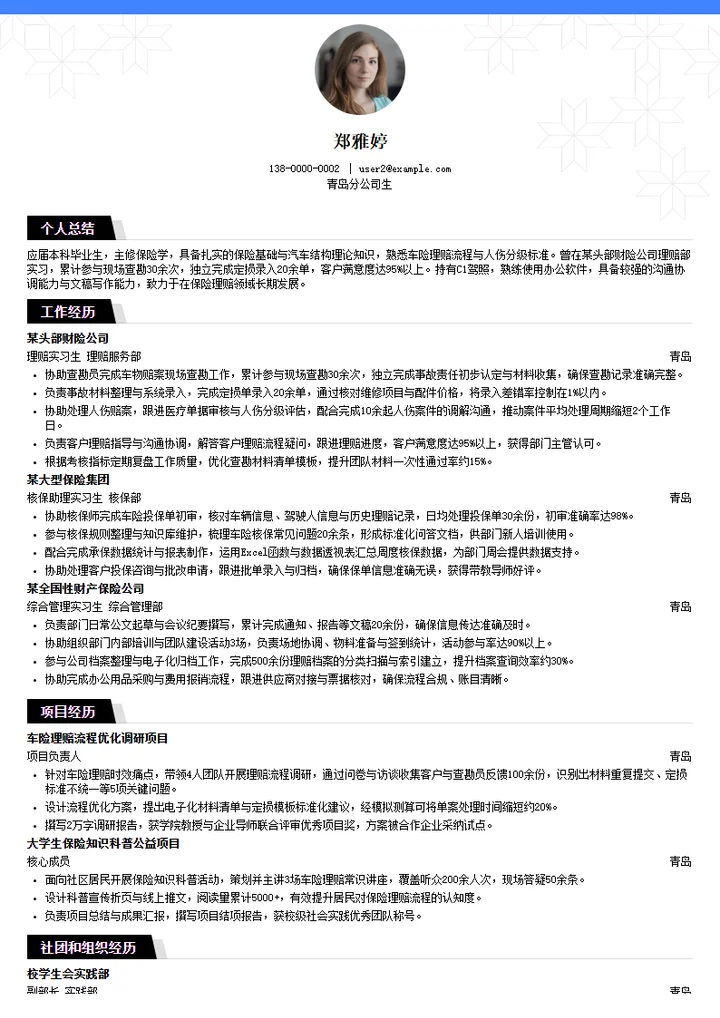 郑雅婷
138-0000-0002 | user2@example.com
青岛分公司生
个人总结
应届本科毕业生，主修保险学，具备扎实的保险基础与汽车结构理论知识，熟悉车险理赔流程与人伤分级标准。曾在某头部财险公司理赔部
实习，累计参与现场查勘30余次，独立完成定损录入20余单，客户满意度达95%以上。持有C1驾照，熟练使用办公软件，具备较强的沟通协
调能力与文稿写作能力，致力于在保险理赔领域长期发展。
工作经历
某头部财险公司
理赔实习生 理赔服务部 青岛
• 协助查勘员完成车物赔案现场查勘工作，累计参与现场查勘30余次，独立完成事故责任初步认定与材料收集，确保查勘记录准确完整。
• 负责事故材料整理与系统录入，完成定损单录入20余单，通过核对维修项目与配件价格，将录入差错率控制在1%以内。
• 协助处理人伤赔案，跟进医疗单据审核与人伤分级评估，配合完成10余起人伤案件的调解沟通，推动案件平均处理周期缩短2个工作
日。
• 负责客户理赔指导与沟通协调，解答客户理赔流程疑问，跟进理赔进度，客户满意度达95%以上，获得部门主管认可。
• 根据考核指标定期复盘工作质量，优化查勘材料清单模板，提升团队材料一次性通过率约15%。
某大型保险集团
核保助理实习生 核保部 青岛
• 协助核保师完成车险投保单初审，核对车辆信息、驾驶人信息与历史理赔记录，日均处理投保单30余份，初审准确率达98%。
• 参与核保规则整理与知识库维护，梳理车险核保常见问题20余条，形成标准化问答文档，供部门新人培训使用。
• 配合完成承保数据统计与报表制作，运用Excel函数与数据透视表汇总周度核保数据，为部门周会提供数据支持。
• 协助处理客户投保咨询与批改申请，跟进批单录入与归档，确保保单信息准确无误，获得带教导师好评。
某全国性财产保险公司
综合管理实习生 综合管理部 青岛
• 负责部门日常公文起草与会议纪要撰写，累计完成通知、报告等文稿20余份，确保信息传达准确及时。
• 协助组织部门内部培训与团队建设活动3场，负责场地协调、物料准备与签到统计，活动参与率达90%以上。
• 参与公司档案整理与电子化归档工作，完成500余份理赔档案的分类扫描与索引建立，提升档案查询效率约30%。
• 协助完成办公用品采购与费用报销流程，跟进供应商对接与票据核对，确保流程合规、账目清晰。
项目经历
车险理赔流程优化调研项目
项目负责人 青岛
• 针对车险理赔时效痛点，带领4人团队开展理赔流程调研，通过问卷与访谈收集客户与查勘员反馈100余份，识别出材料重复提交、定损
标准不统一等5项关键问题。
• 设计流程优化方案，提出电子化材料清单与定损模板标准化建议，经模拟测算可将单案处理时间缩短约20%。
• 撰写2万字调研报告，获学院教授与企业导师联合评审优秀项目奖，方案被合作企业采纳试点。
大学生保险知识科普公益项目
核心成员 青岛
• 面向社区居民开展保险知识科普活动，策划并主讲3场车险理赔常识讲座，覆盖听众200余人次，现场答疑50余条。
• 设计科普宣传折页与线上推文，阅读量累计5000+，有效提升居民对保险理赔流程的认知度。
• 负责项目总结与成果汇报，撰写项目结项报告，获校级社会实践优秀团队称号。
社团和组织经历
校学生会实践部
副部长 实践部 青岛